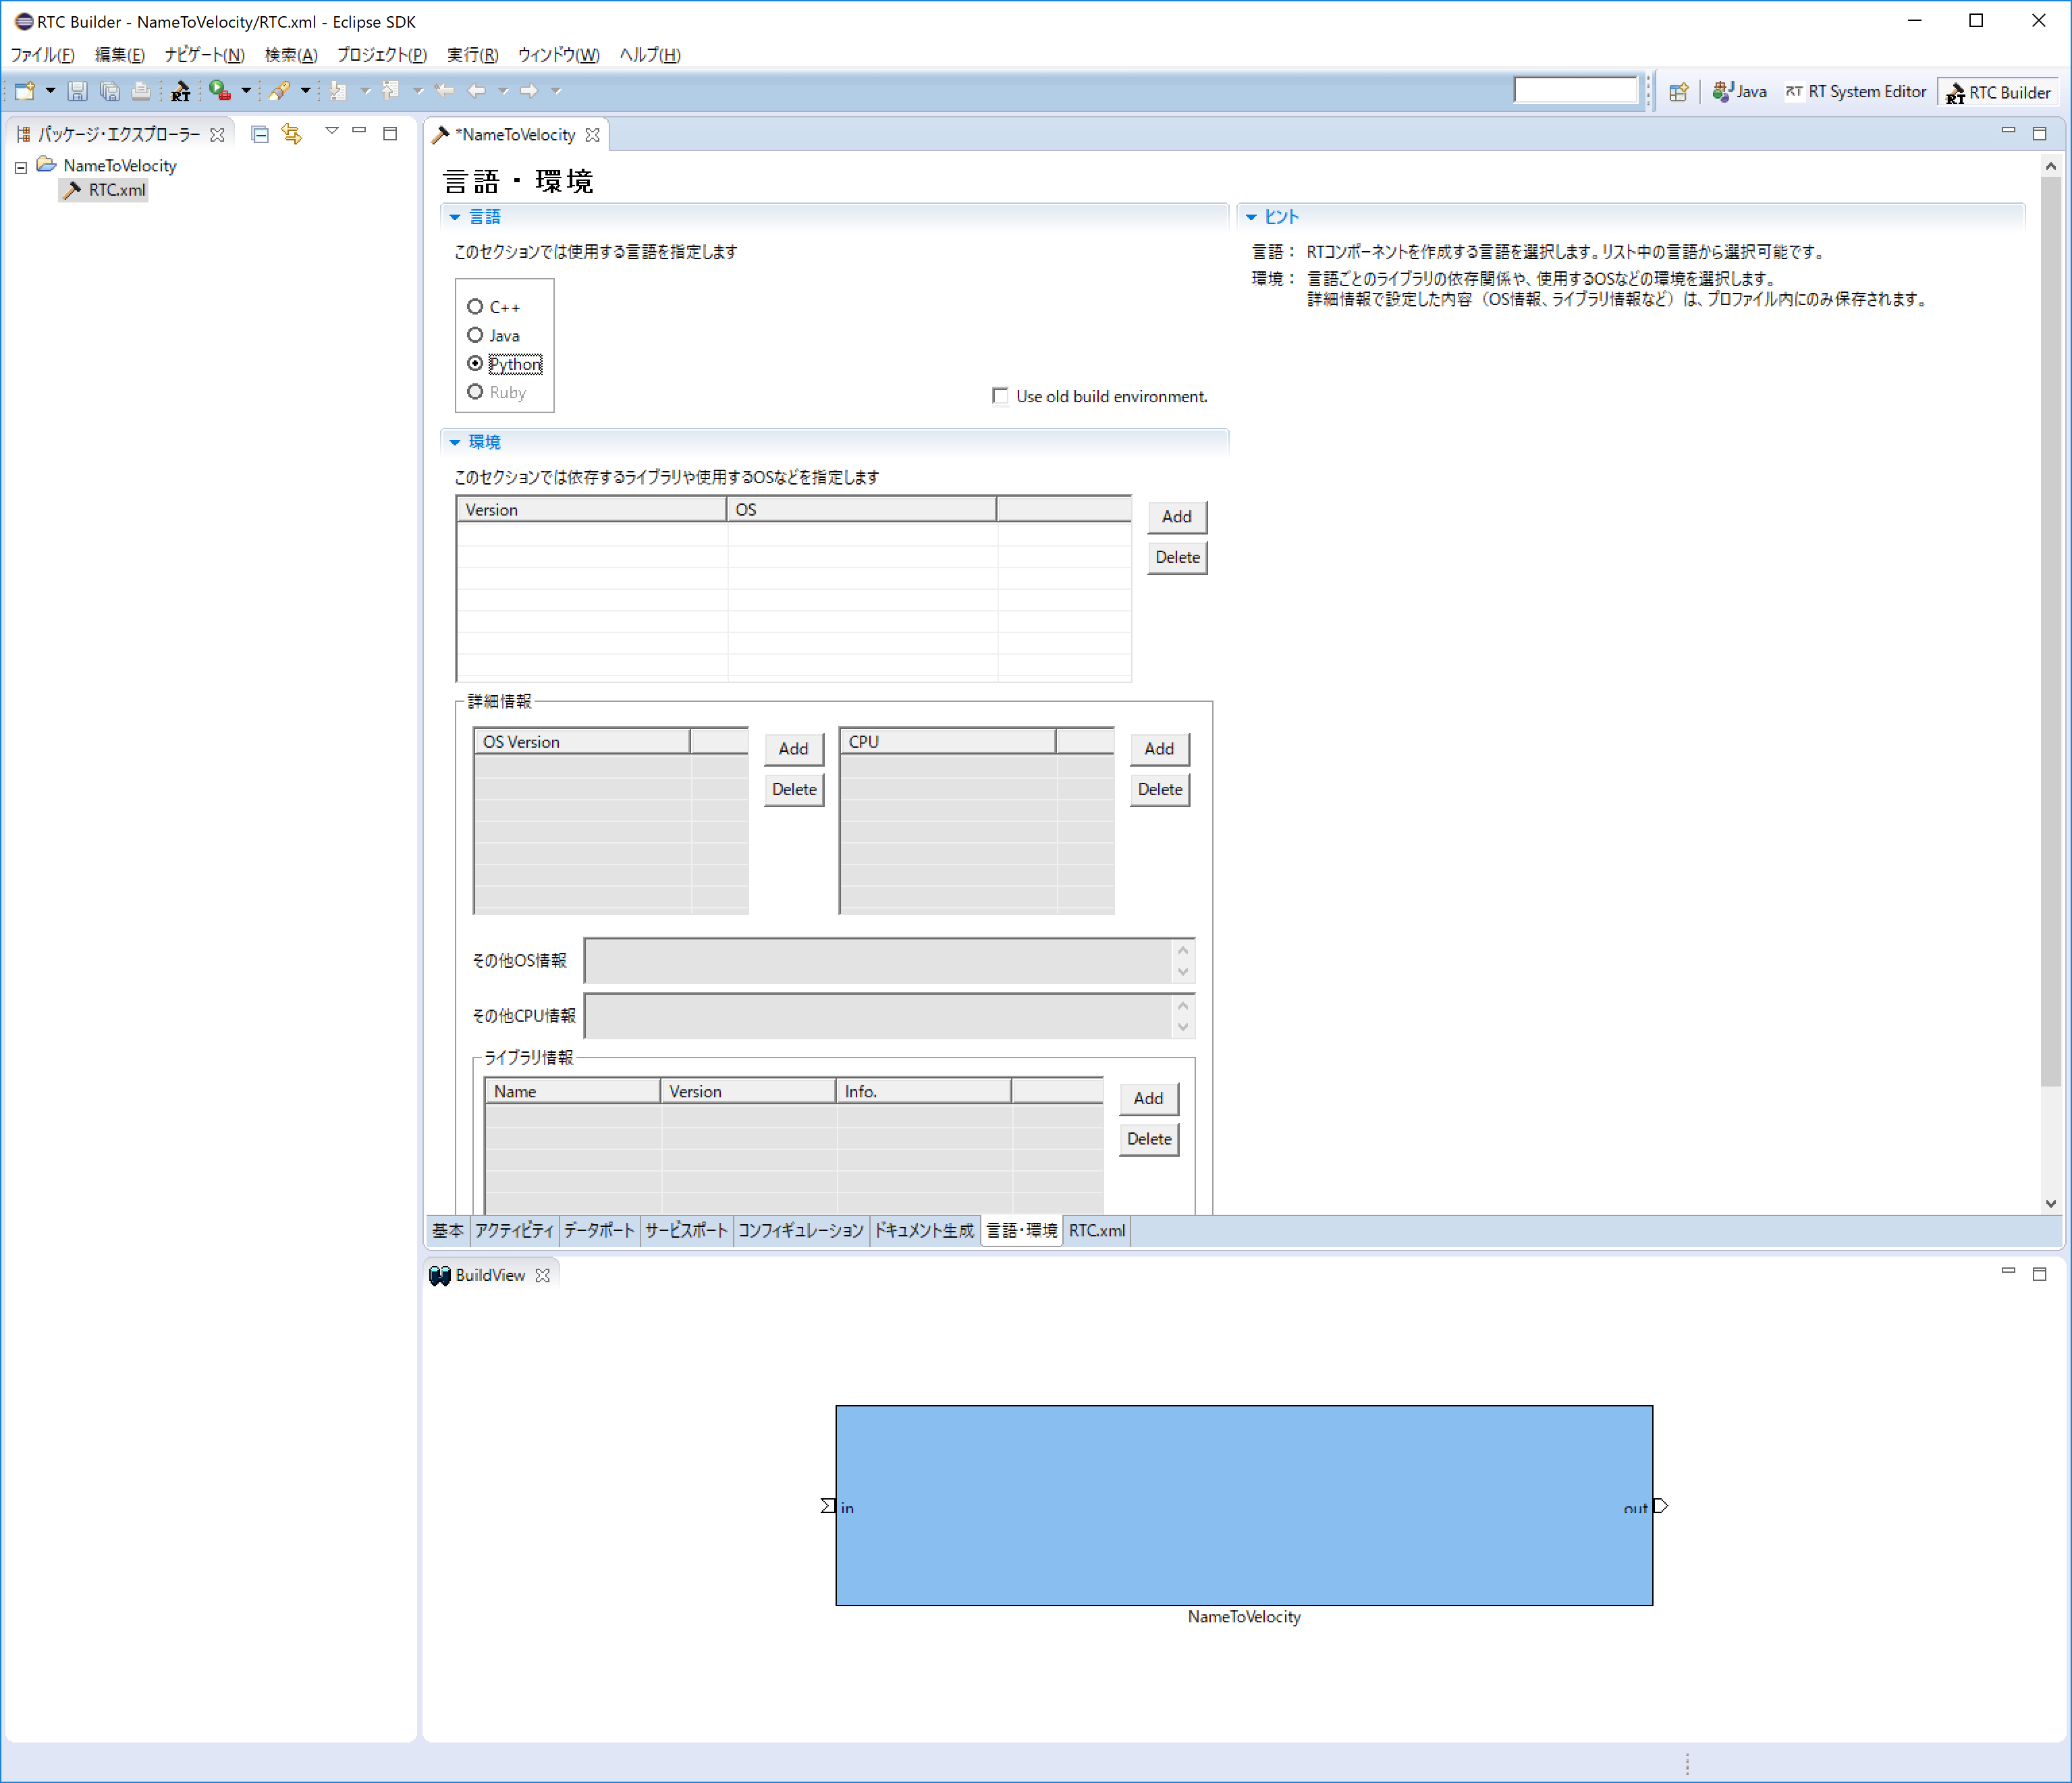 RTC Builder - NameToVelocity/RTC.xml - Eclipse SDK
ファイル(F) 編集(E) ナビゲート(N) 検索(A) プロジェクト(P) 実行(R) ウィンドウ(W) ヘルプ(H)
RT Java RT RT System Editor RT RTC Builder
パッケージ・エクスプローラー
NameToVelocity
RTC.xml
*NameToVelocity
言語・環境
言語
このセクションでは使用する言語を指定します
C++
Java
Python
Ruby
Use old build environment.
ヒント
言語： RTコンポーネントを作成する言語を選択します。リスト中の言語から選択可能です。
環境： 言語ごとのライブラリの依存関係や、使用するOSなどの環境を選択します。
詳細情報で設定した内容（OS情報、ライブラリ情報など）は、プロファイル内にのみ保存されます。
環境
このセクションでは依存するライブラリや使用するOSなどを指定します
Version OS
Add
Delete
詳細情報
OS Version Add CPU Add
Delete Delete
その他OS情報
その他CPU情報
ライブラリ情報
Name Version Info. Add
Delete
基本 アクティビティ データポート サービスポート コンフィギュレーション ドキュメント生成 言語・環境 RTC.xml
BuildView
in out
NameToVelocity